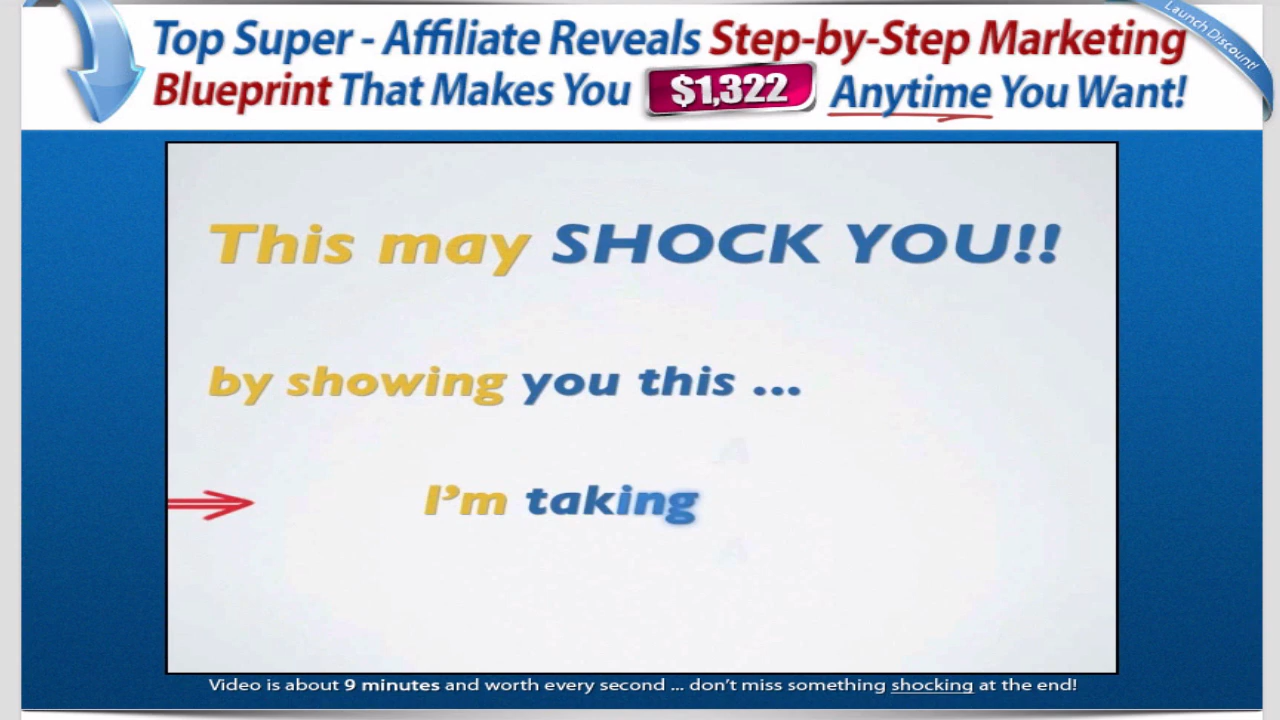 Launch Discount!
Top Super - Affiliate Reveals Step-by-Step Marketing
Blueprint That Makes You $1,322 Anytime You Want!
This may SHOCK YOU!!
by showing you this ...
I'm taking
Video is about 9 minutes and worth every second ... don't miss something shocking at the end!